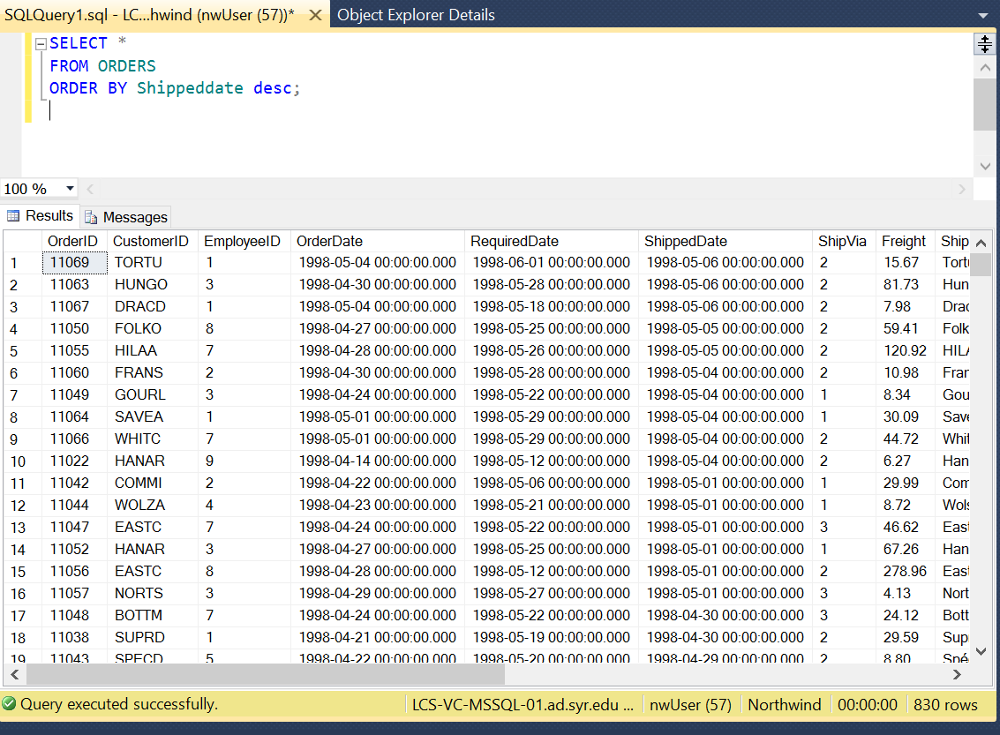 SQLQuery1.sql - LC...hwind (nwUser (57))* Object Explorer Details
SELECT *
FROM ORDERS
ORDER BY Shippeddate desc;
100 %
Results Messages
OrderID CustomerID EmployeeID OrderDate RequiredDate ShippedDate ShipVia Freight Ship
1 11069 TORTU 1 1998-05-04 00:00:00.000 1998-06-01 00:00:00.000 1998-05-06 00:00:00.000 2 15.67 Tort
2 11063 HUNGO 3 1998-04-30 00:00:00.000 1998-05-28 00:00:00.000 1998-05-06 00:00:00.000 2 81.73 Hun
3 11067 DRACD 1 1998-05-04 00:00:00.000 1998-05-18 00:00:00.000 1998-05-06 00:00:00.000 2 7.98 Drac
4 11050 FOLKO 8 1998-04-27 00:00:00.000 1998-05-25 00:00:00.000 1998-05-05 00:00:00.000 2 59.41 Folk
5 11055 HILAA 7 1998-04-28 00:00:00.000 1998-05-26 00:00:00.000 1998-05-05 00:00:00.000 2 120.92 HILA
6 11060 FRANS 2 1998-04-30 00:00:00.000 1998-05-28 00:00:00.000 1998-05-04 00:00:00.000 2 10.98 Fran
7 11049 GOURL 3 1998-04-24 00:00:00.000 1998-05-22 00:00:00.000 1998-05-04 00:00:00.000 1 8.34 Gou
8 11064 SAVEA 1 1998-05-01 00:00:00.000 1998-05-29 00:00:00.000 1998-05-04 00:00:00.000 1 30.09 Save
9 11066 WHITC 7 1998-05-01 00:00:00.000 1998-05-29 00:00:00.000 1998-05-04 00:00:00.000 2 44.72 Whit
10 11022 HANAR 9 1998-04-14 00:00:00.000 1998-05-12 00:00:00.000 1998-05-04 00:00:00.000 2 6.27 Han
11 11042 COMMI 2 1998-04-22 00:00:00.000 1998-05-06 00:00:00.000 1998-05-01 00:00:00.000 1 29.99 Com
12 11044 WOLZA 4 1998-04-23 00:00:00.000 1998-05-21 00:00:00.000 1998-05-01 00:00:00.000 1 8.72 Wols
13 11047 EASTC 7 1998-04-24 00:00:00.000 1998-05-22 00:00:00.000 1998-05-01 00:00:00.000 3 46.62 East
14 11052 HANAR 3 1998-04-27 00:00:00.000 1998-05-25 00:00:00.000 1998-05-01 00:00:00.000 1 67.26 Han
15 11056 EASTC 8 1998-04-28 00:00:00.000 1998-05-12 00:00:00.000 1998-05-01 00:00:00.000 2 278.96 East
16 11057 NORTS 3 1998-04-29 00:00:00.000 1998-05-27 00:00:00.000 1998-05-01 00:00:00.000 3 4.13 Nort
17 11048 BOTTM 7 1998-04-24 00:00:00.000 1998-05-22 00:00:00.000 1998-04-30 00:00:00.000 3 24.12 Bott
18 11038 SUPRD 1 1998-04-21 00:00:00.000 1998-05-19 00:00:00.000 1998-04-30 00:00:00.000 2 29.59 Sup
19 11043 SPECD 5 1998-04-22 00:00:00.000 1998-05-20 00:00:00.000 1998-04-29 00:00:00.000 2 8.80 Spé
Query executed successfully. LCS-VC-MSSQL-01.ad.syr.edu ... nwUser (57) Northwind 00:00:00 830 rows